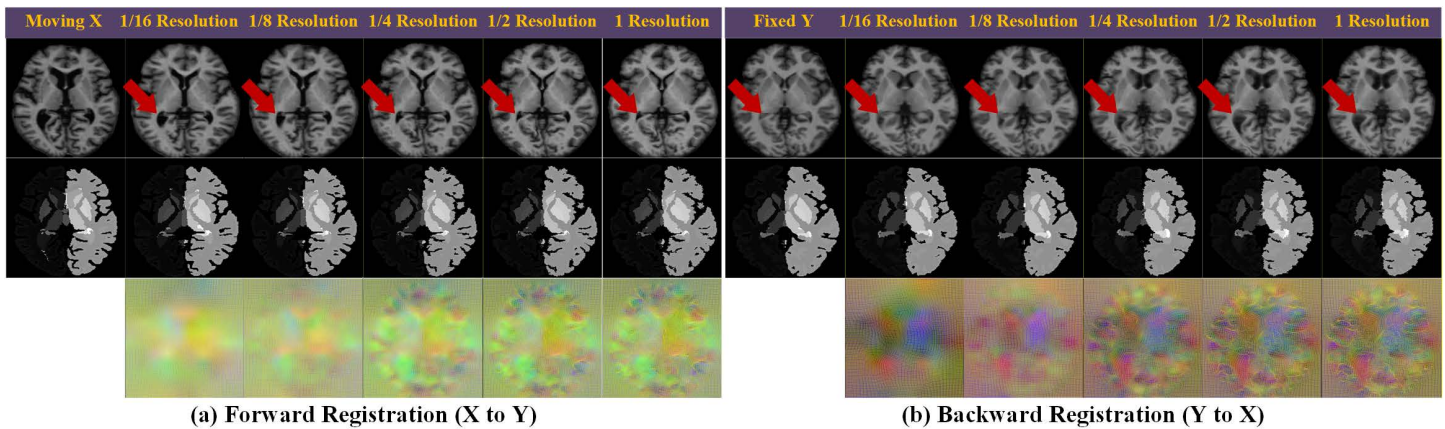 Moving X 1/16 Resolution 1/8 Resolution 1/4 Resolution 1/2 Resolution 1 Resolution
Fixed Y 1/16 Resolution 1/8 Resolution 1/4 Resolution 1/2 Resolution 1 Resolution
(a) Forward Registration (X to Y)
(b) Backward Registration (Y to X)